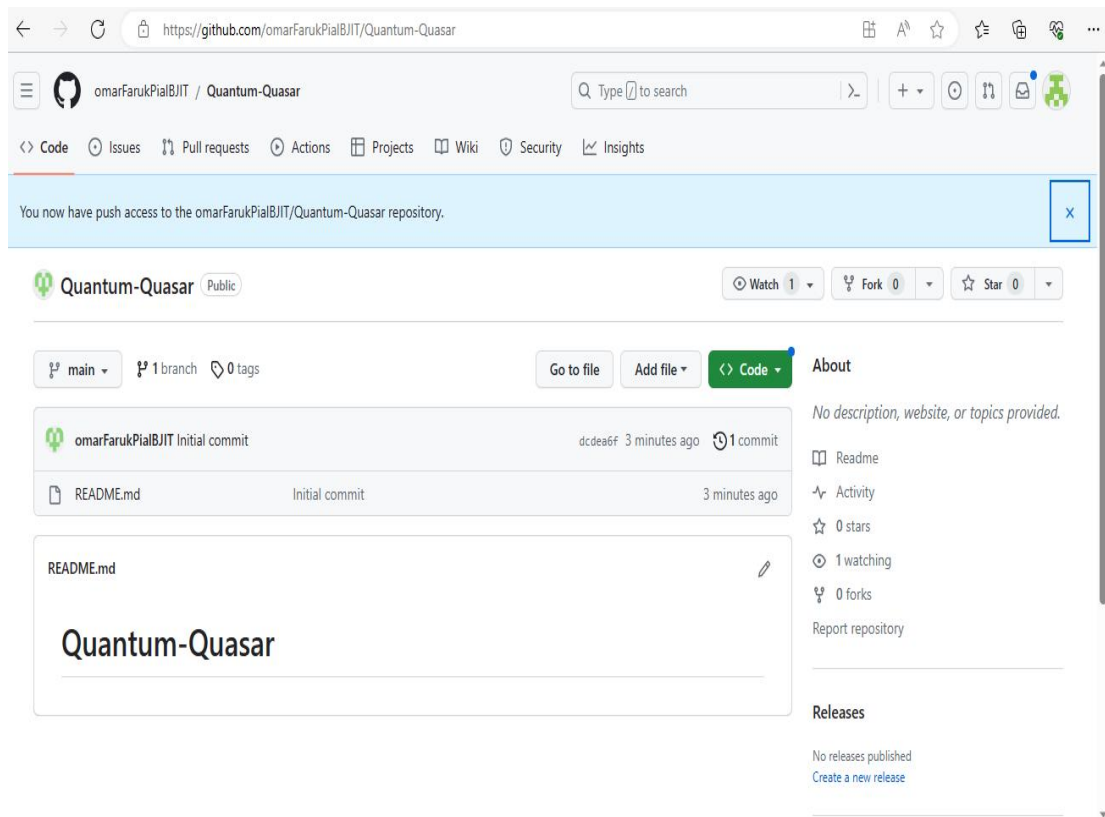 https://github.com/omarFarukPialBJIT/Quantum-Quasar
omarFarukPialBJIT / Quantum-Quasar
Type / to search
Code Issues Pull requests Actions Projects Wiki Security Insights
You now have push access to the omarFarukPialBJIT/Quantum-Quasar repository.
Quantum-Quasar Public
Watch 1 Fork 0 Star 0
main 1 branch 0 tags Go to file Add file Code
omarFarukPialBJIT Initial commit dcdea6f 3 minutes ago 1 commit
README.md Initial commit 3 minutes ago
README.md
Quantum-Quasar
About
No description, website, or topics provided.
Readme
Activity
0 stars
1 watching
0 forks
Report repository
Releases
No releases published
Create a new release